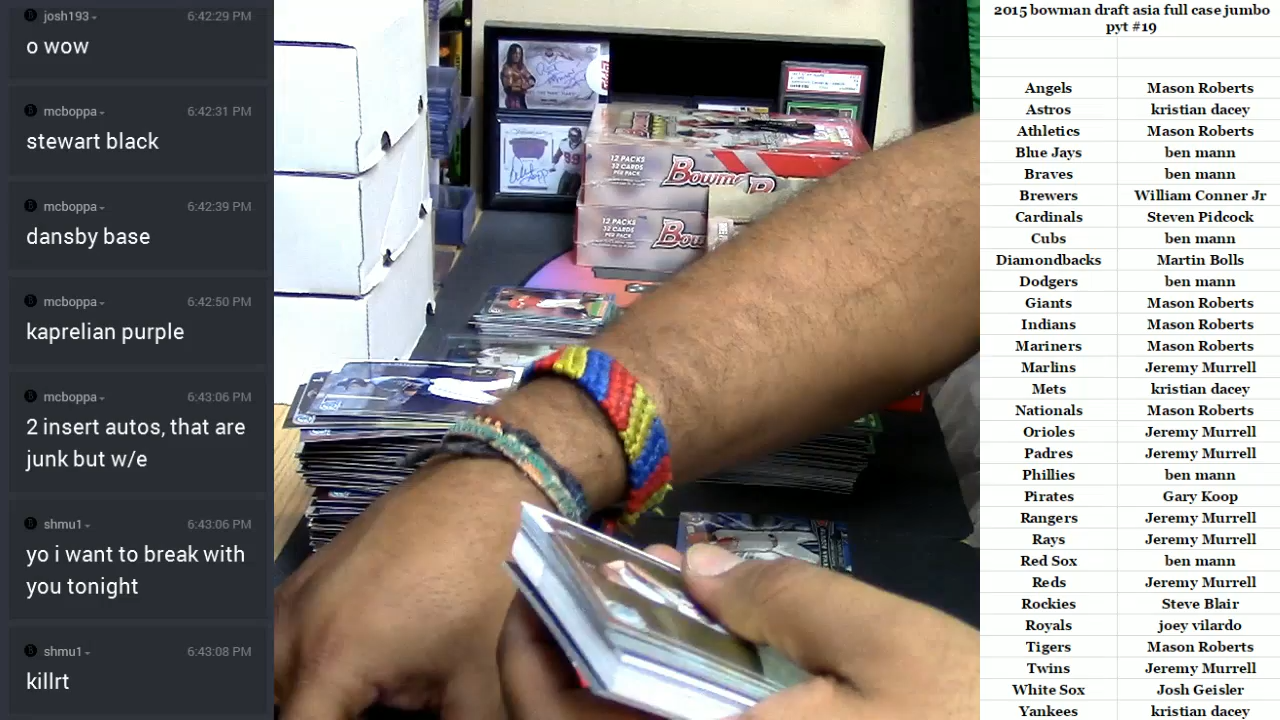 josh193 6:42:29 PM
o wow
mcboppa 6:42:31 PM
stewart black
mcboppa 6:42:39 PM
dansby base
mcboppa 6:42:50 PM
kaprelian purple
mcboppa 6:43:06 PM
2 insert autos, that are
junk but w/e
shmu1 6:43:06 PM
yo i want to break with
you tonight
shmu1 6:43:08 PM
killrt
12 PACKS
32 CARDS
PER PACK
Bowm
12 PACKS
32 CARDS
PER PACK
Bow
2015 bowman draft asia full case jumbo
pyt #19
Angels Mason Roberts
Astros kristian dacey
Athletics Mason Roberts
Blue Jays ben mann
Braves ben mann
Brewers William Conner Jr
Cardinals Steven Pidcock
Cubs ben mann
Diamondbacks Martin Bolls
Dodgers ben mann
Giants Mason Roberts
Indians Mason Roberts
Mariners Mason Roberts
Marlins Jeremy Murrell
Mets kristian dacey
Nationals Mason Roberts
Orioles Jeremy Murrell
Padres Jeremy Murrell
Phillies ben mann
Pirates Gary Koop
Rangers Jeremy Murrell
Rays Jeremy Murrell
Red Sox ben mann
Reds Jeremy Murrell
Rockies Steve Blair
Royals joey vilardo
Tigers Mason Roberts
Twins Jeremy Murrell
White Sox Josh Geisler
Yankees kristian dacey